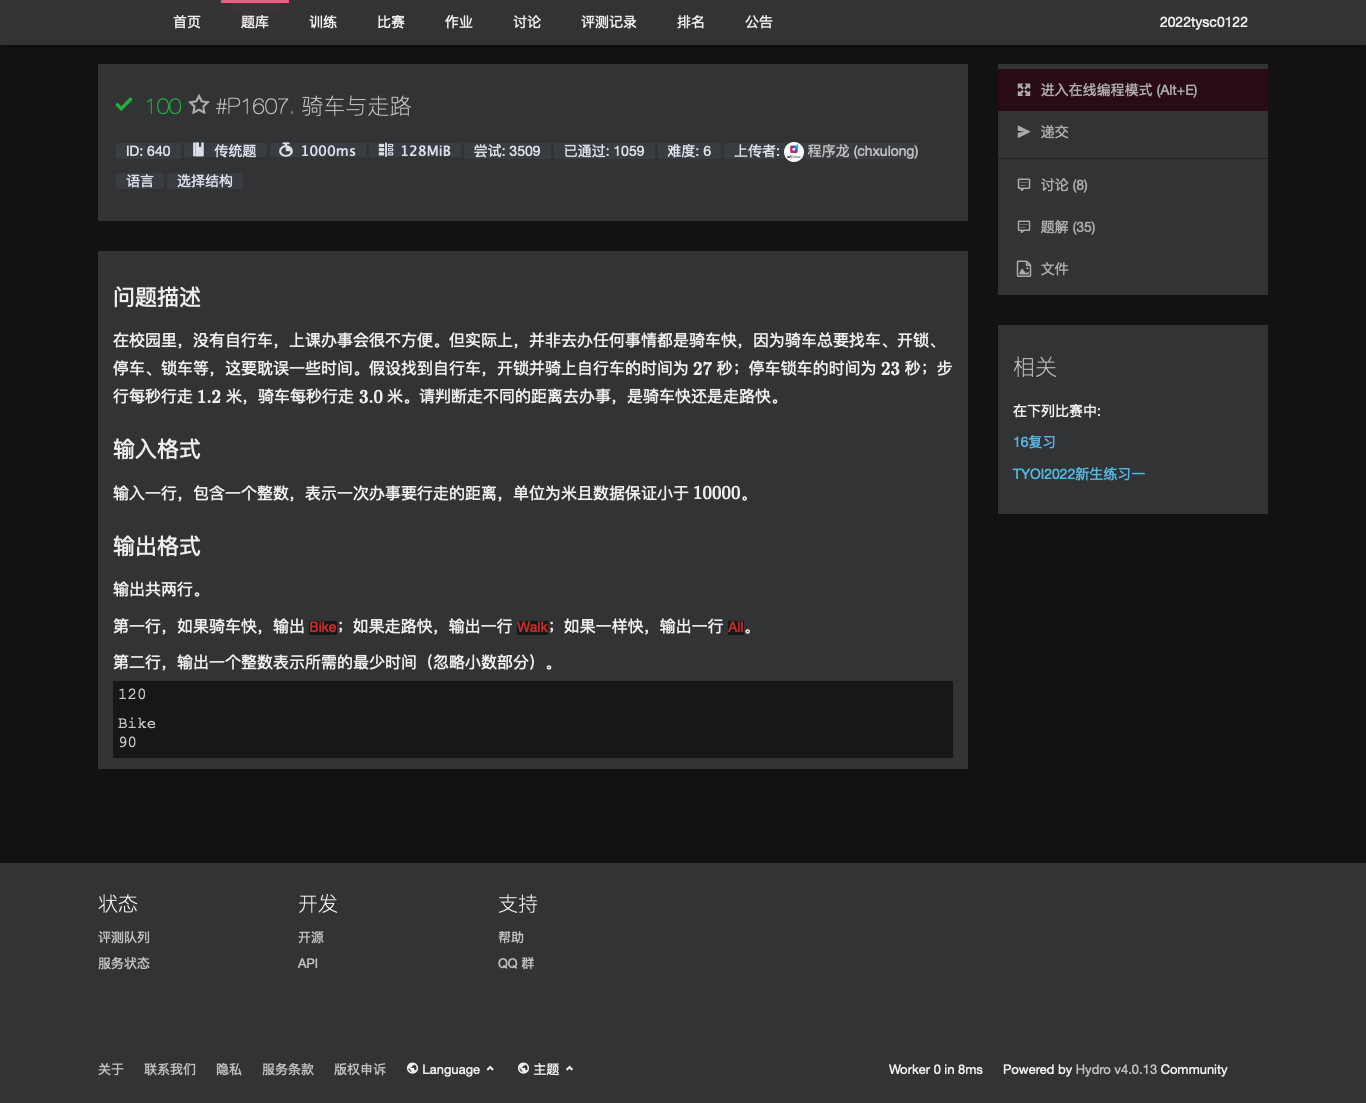 首页 题库 训练 比赛 作业 讨论 评测记录 排名 公告 2022tysc0122
100 #P1607. 骑车与走路
ID: 640 传统题 1000ms 128MiB 尝试: 3509 已通过: 1059 难度: 6 上传者: 程序龙 (chxulong)
语言 选择结构
问题描述
在校园里，没有自行车，上课办事会很不方便。但实际上，并非去办任何事情都是骑车快，因为骑车总要找车、开锁、
停车、锁车等，这要耽误一些时间。假设找到自行车，开锁并骑上自行车的时间为 27 秒；停车锁车的时间为 23 秒；步
行每秒行走 1.2 米，骑车每秒行走 3.0 米。请判断走不同的距离去办事，是骑车快还是走路快。
输入格式
输入一行，包含一个整数，表示一次办事要行走的距离，单位为米且数据保证小于 10000。
输出格式
输出共两行。
第一行，如果骑车快，输出 Bike；如果走路快，输出一行 Walk；如果一样快，输出一行 All。
第二行，输出一个整数表示所需的最少时间（忽略小数部分）。
120
Bike
90
进入在线编程模式 (Alt+E)
递交
讨论 (8)
题解 (35)
文件
相关
在下列比赛中:
16复习
TYOI2022新生练习一
状态 开发 支持
评测队列 开源 帮助
服务状态 API QQ 群
关于 联系我们 隐私 服务条款 版权申诉 Language 主题 Worker 0 in 8ms Powered by Hydro v4.0.13 Community